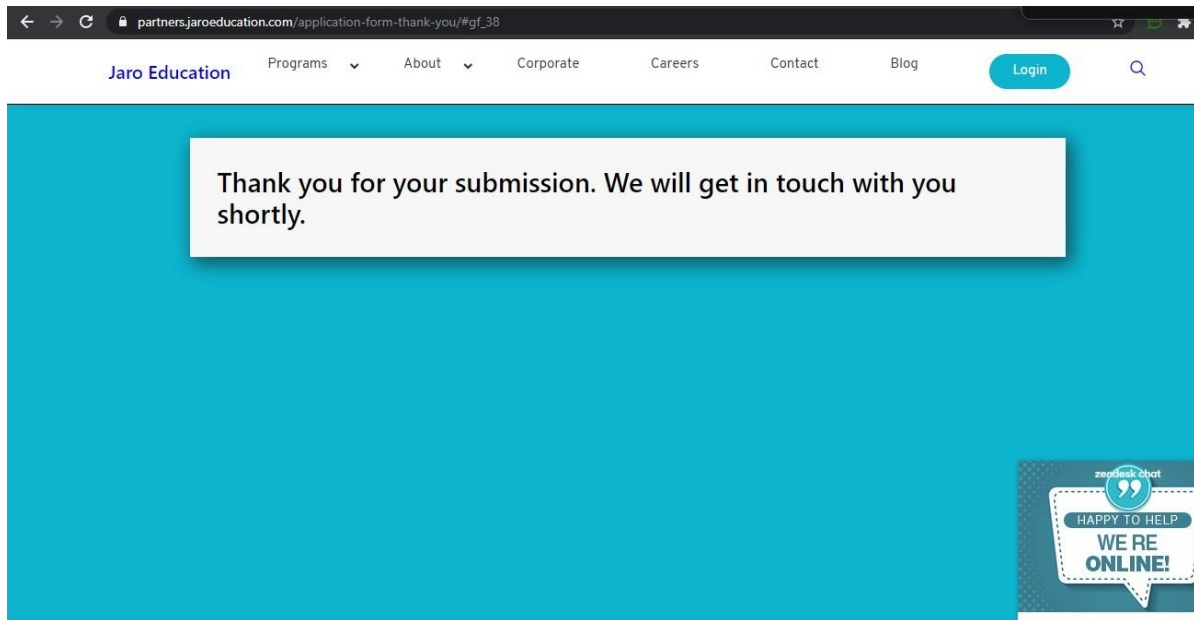 partners.jaroeducation.com/application-form-thank-you/#gf_38
Jaro Education Programs About Corporate Careers Contact Blog Login
Thank you for your submission. We will get in touch with you
shortly.
zendesk chat
HAPPY TO HELP
WE RE
ONLINE!